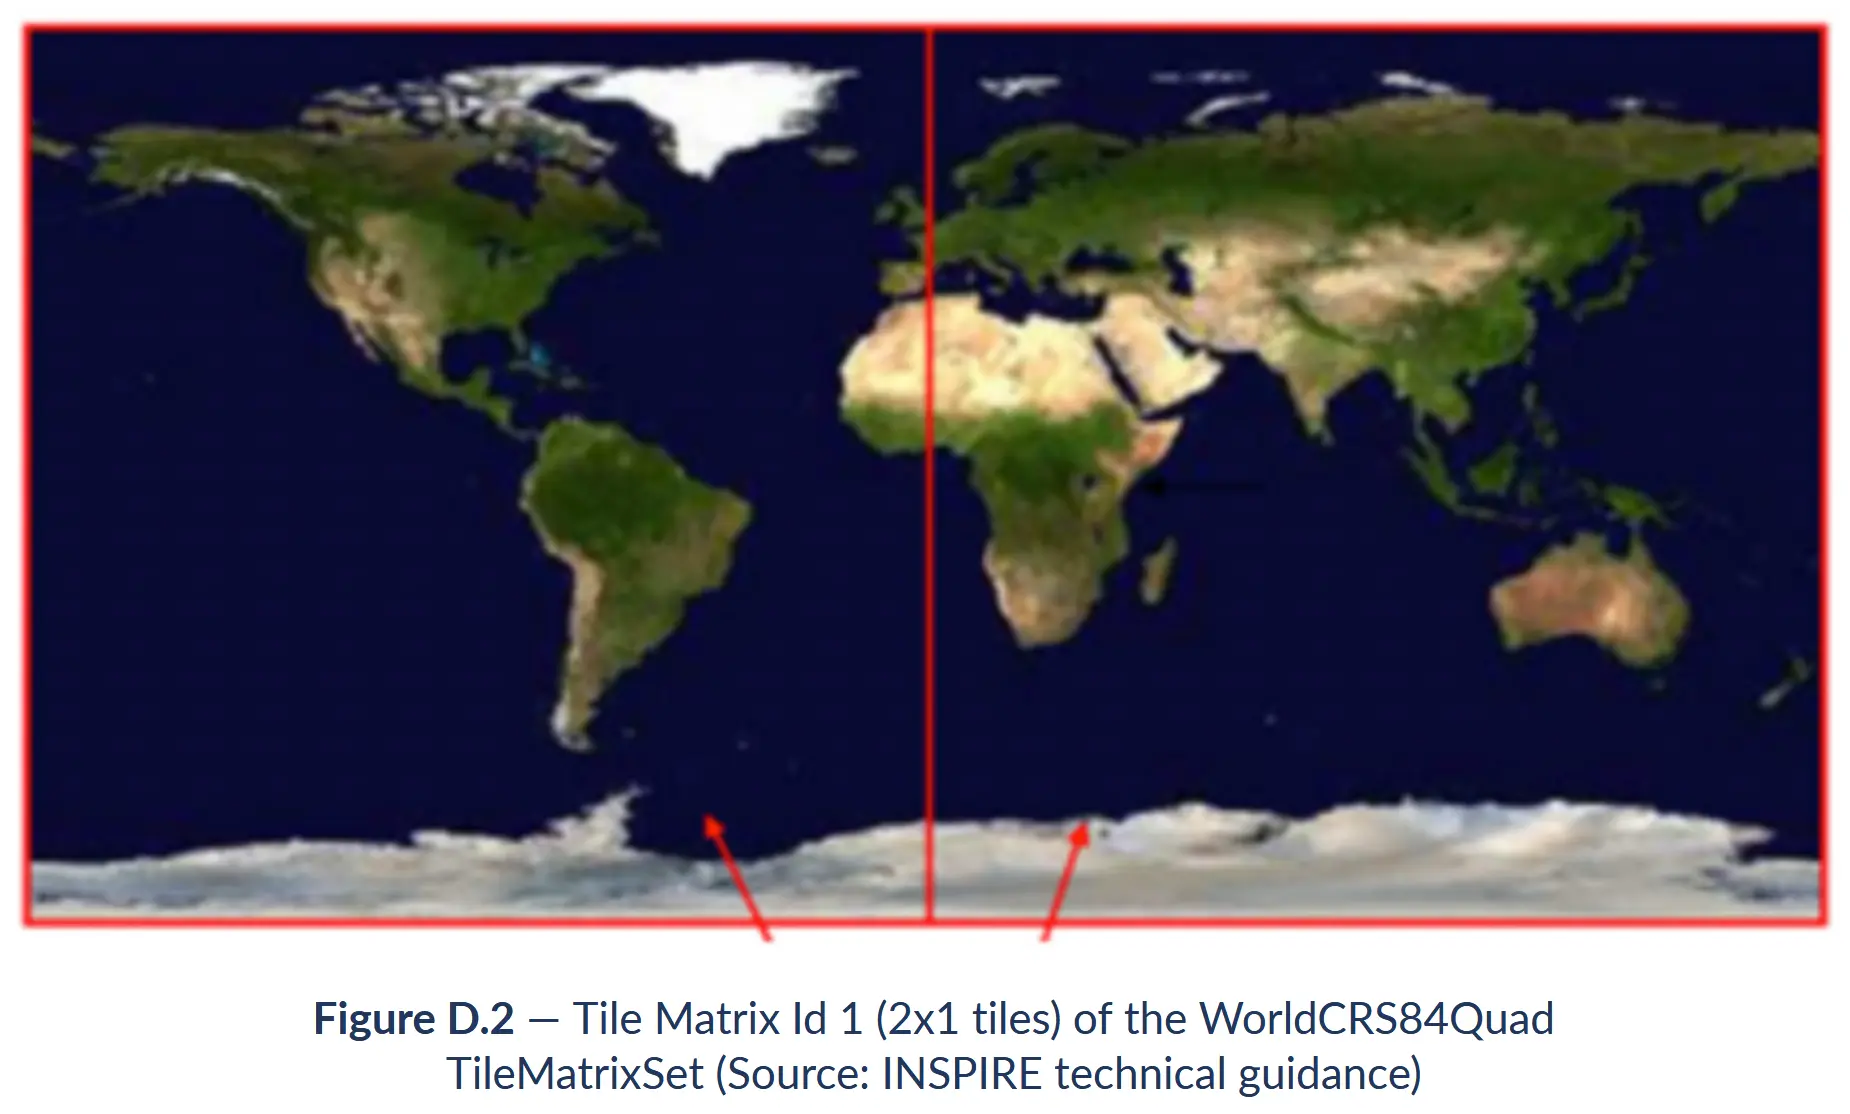 Figure D.2 — Tile Matrix Id 1 (2x1 tiles) of the WorldCRS84Quad
TileMatrixSet (Source: INSPIRE technical guidance)